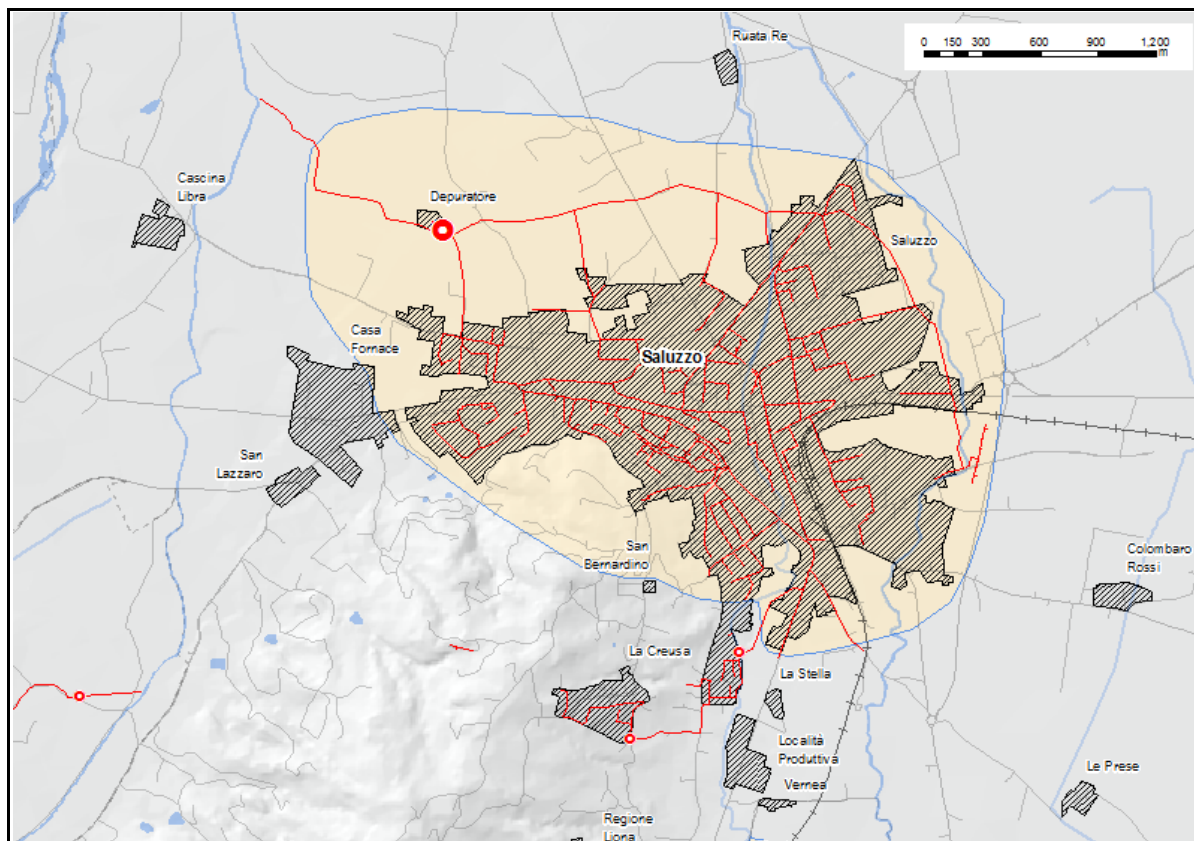 Ruata Re
0 150 300 600 900 1,200
m
Cascina
Libra
Depuratore
Saluzzo
Casa
Fornace
Saluzzo
San
Lazzaro
San
Bernardino
Colombaro
Rossi
La Creusa
La Stella
Località
Produttiva
Vernea
Le Prese
Regione